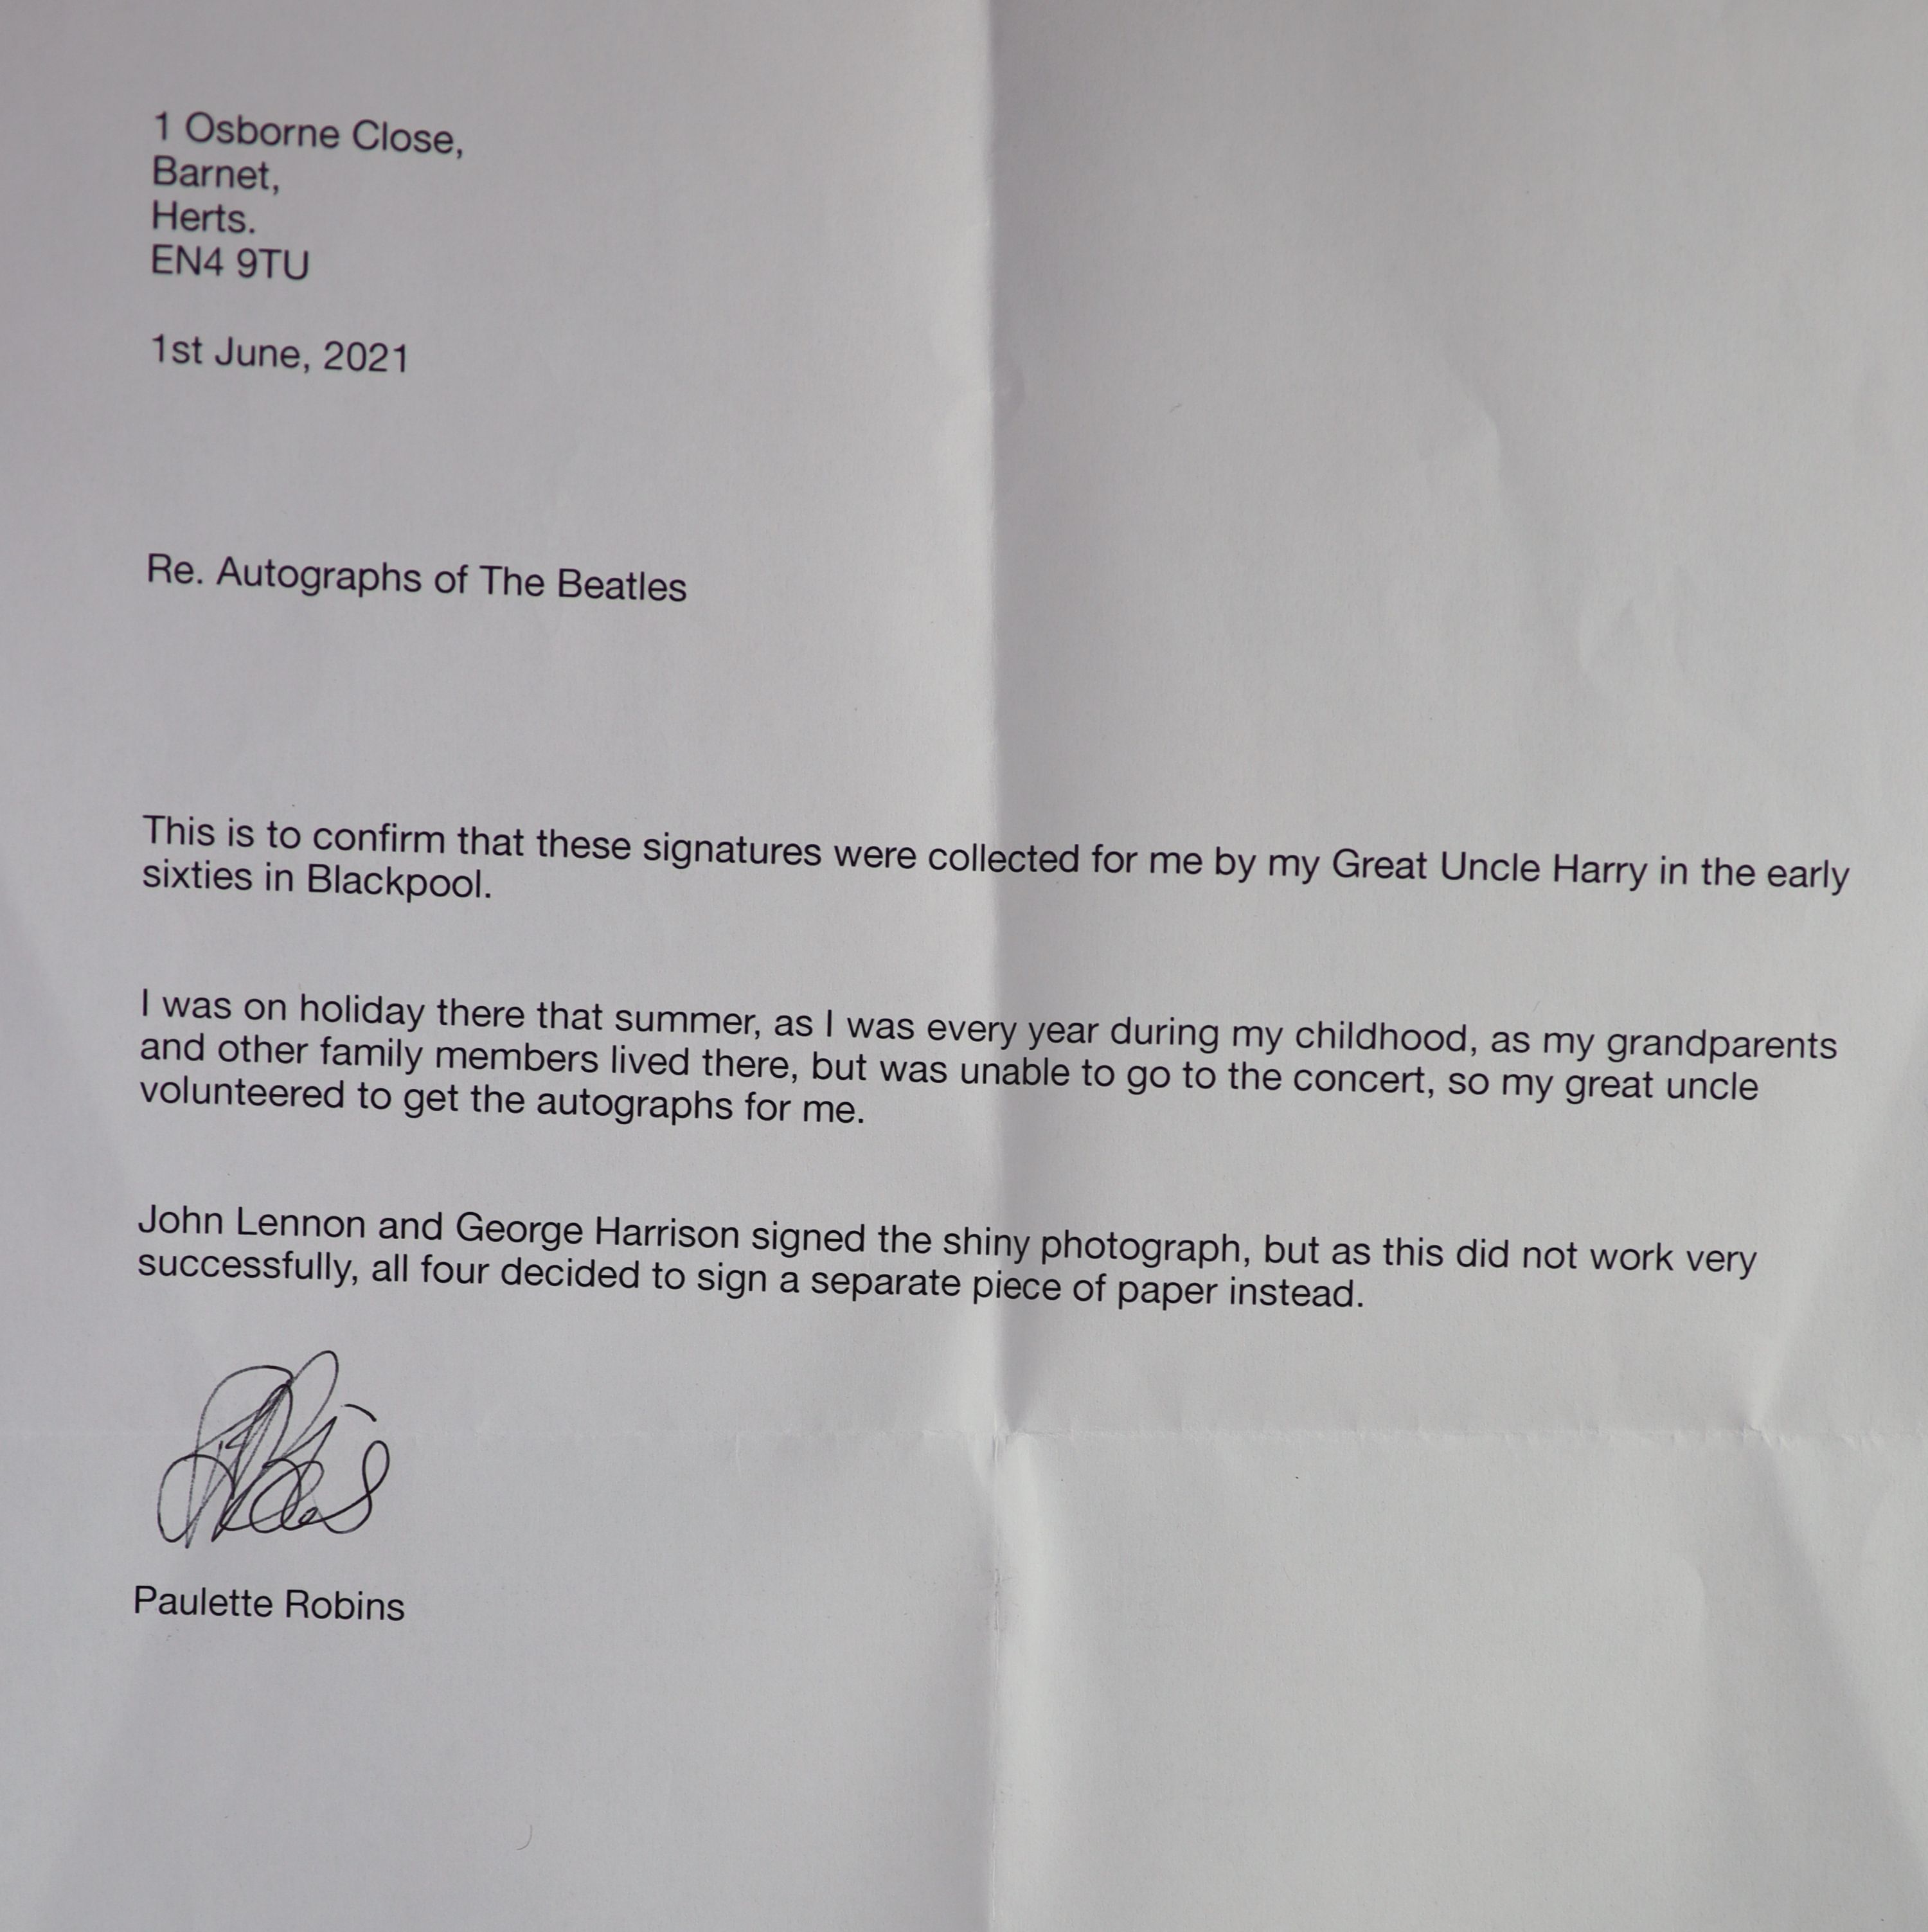 1 Osborne Close,
Barnet,
Herts.
EN4 9TU
1st June, 2021
Re. Autographs of The Beatles
This is to confirm that these signatures were collected for me by my Great Uncle Harry in the early
sixties in Blackpool.
I was on holiday there that summer, as I was every year during my childhood, as my grandparents
and other family members lived there, but was unable to go to the concert, so my great uncle
volunteered to get the autographs for me.
John Lennon and George Harrison signed the shiny photograph, but as this did not work very
successfully, all four decided to sign a separate piece of paper instead.
Paulette Robins